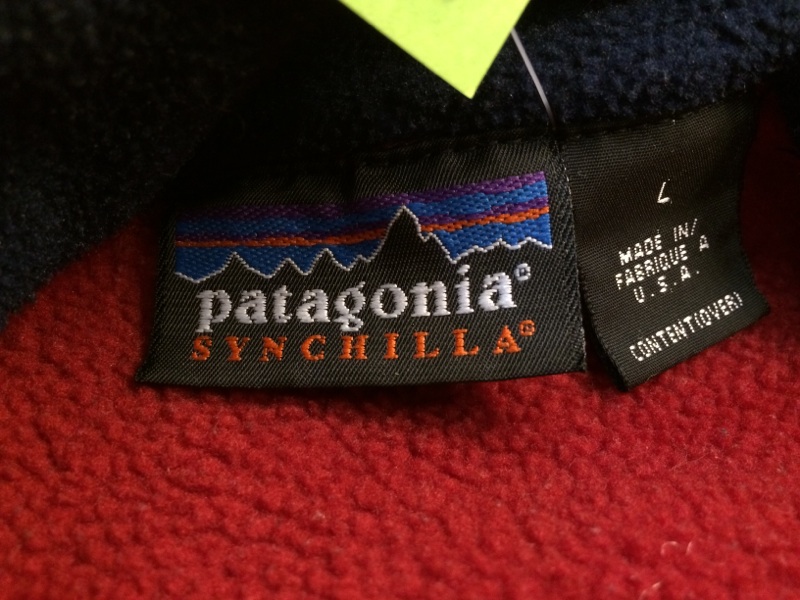 patagonia®
SYNCHILLA®
L
MADE IN/
FABRIQUE A
U.S.A.
CONTENT(OVER)